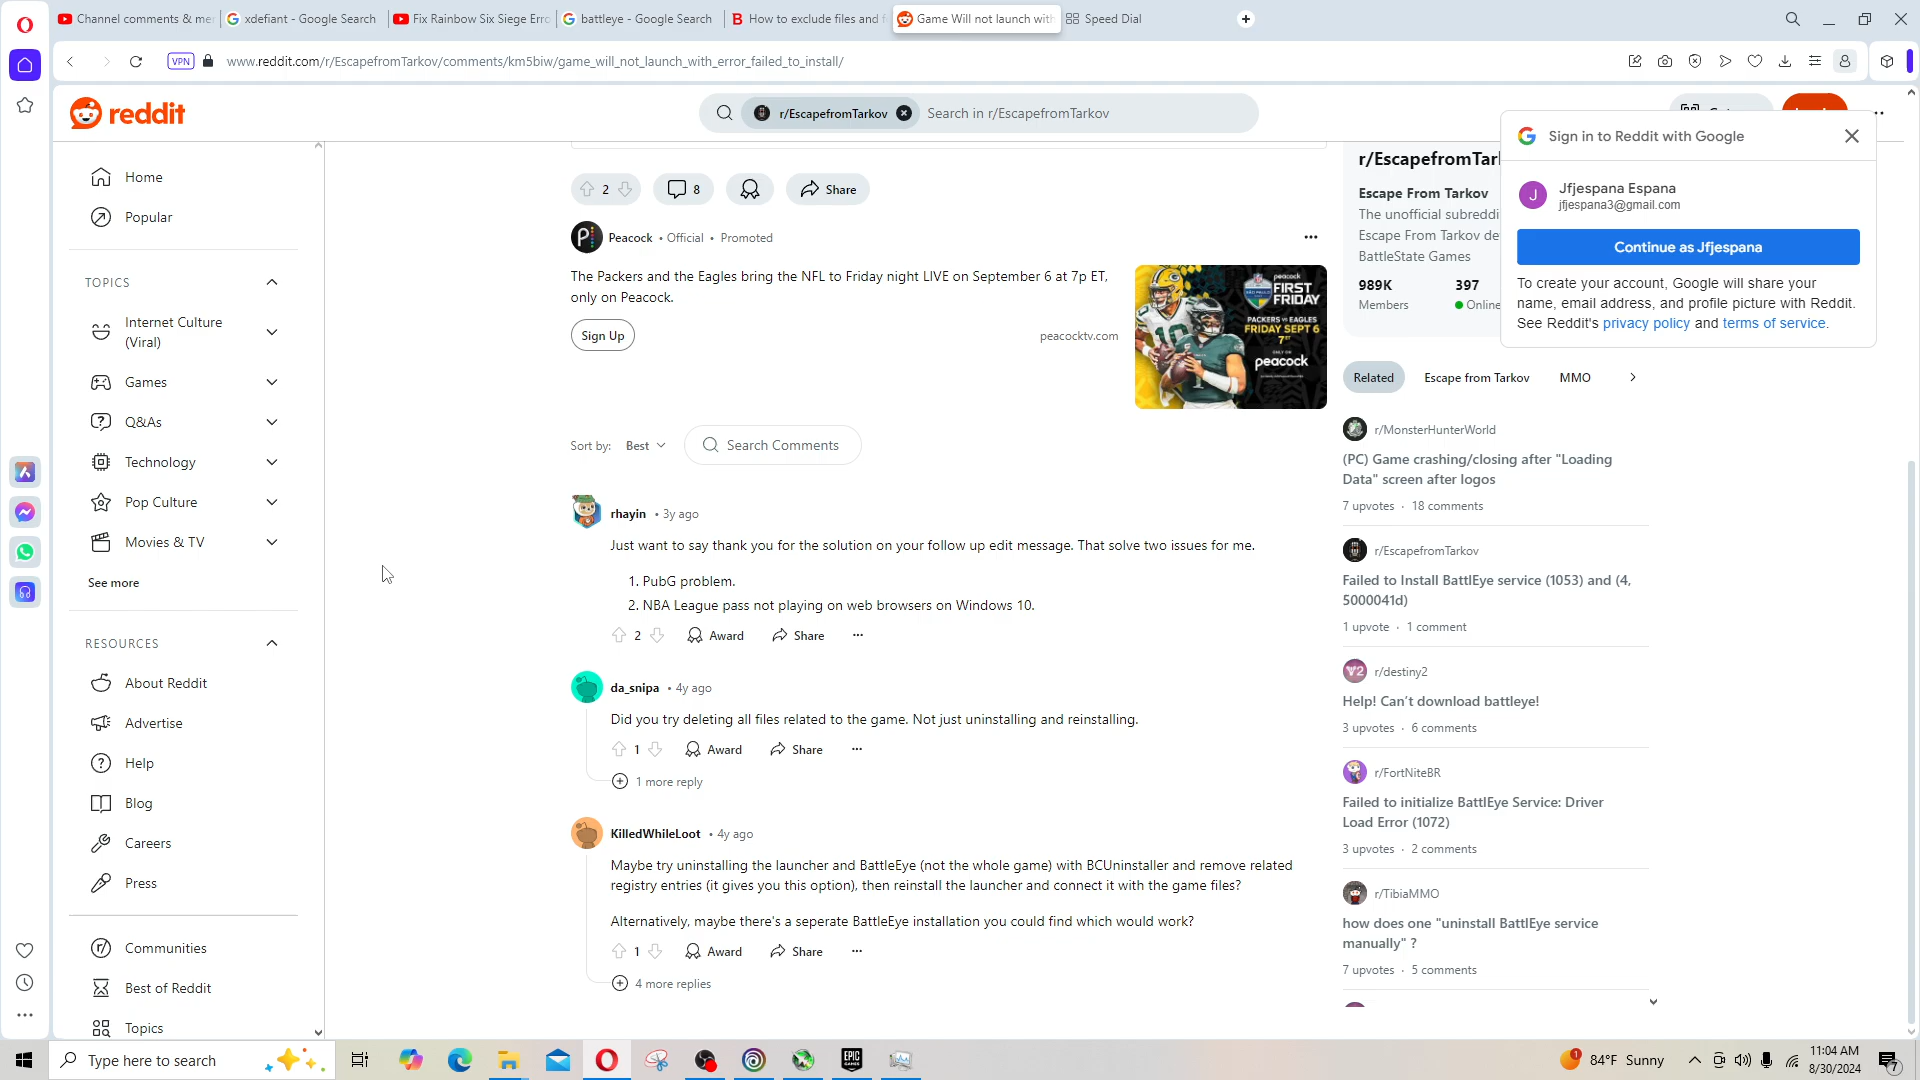 Channel comments & me
xdefiant - Google Search
Fix Rainbow Six Siege Erro
battleye - Google Search
How to exclude files and f
Game Will not launch with
Speed Dial
VPN
www.reddit.com/r/EscapefromTarkov/comments/km5biw/game_will_not_launch_with_error_failed_to_install/
reddit
r/EscapefromTarkov
Search in r/EscapefromTarkov
Home
Popular
TOPICS
Internet Culture
(Viral)
Games
Q&As
Technology
Pop Culture
Movies & TV
See more
RESOURCES
About Reddit
Advertise
Help
Blog
Careers
Press
Communities
Best of Reddit
Topics
2
8
Share
Peacock • Official • Promoted
The Packers and the Eagles bring the NFL to Friday night LIVE on September 6 at 7p ET,
only on Peacock.
Sign Up
peacocktv.com
peacock
FIRST
FRIDAY
PACKERS vs EAGLES
FRIDAY SEPT 6
7ET
peacock
Sort by:
Best
Search Comments
rhayin • 3y ago
Just want to say thank you for the solution on your follow up edit message. That solve two issues for me.
1. PubG problem.
2. NBA League pass not playing on web browsers on Windows 10.
2
Award
Share
da_snipa • 4y ago
Did you try deleting all files related to the game. Not just uninstalling and reinstalling.
1
Award
Share
1 more reply
KilledWhileLoot • 4y ago
Maybe try uninstalling the launcher and BattleEye (not the whole game) with BCUninstaller and remove related
registry entries (it gives you this option), then reinstall the launcher and connect it with the game files?
Alternatively, maybe there's a seperate BattleEye installation you could find which would work?
1
Award
Share
4 more replies
r/EscapefromTar
Escape From Tarkov
The unofficial subreddi
Escape From Tarkov de
BattleState Games
989K
397
Members
Online
Sign in to Reddit with Google
J
Jfjespana Espana
jfjespana3@gmail.com
Continue as Jfjespana
To create your account, Google will share your
name, email address, and profile picture with Reddit.
See Reddit's privacy policy and terms of service.
Related
Escape from Tarkov
MMO
r/MonsterHunterWorld
(PC) Game crashing/closing after "Loading
Data" screen after logos
7 upvotes · 18 comments
r/EscapefromTarkov
Failed to Install BattlEye service (1053) and (4,
5000041d)
1 upvote · 1 comment
r/destiny2
Help! Can't download battleye!
3 upvotes · 6 comments
r/FortNiteBR
Failed to initialize BattlEye Service: Driver
Load Error (1072)
3 upvotes · 2 comments
r/TibiaMMO
how does one "uninstall BattlEye service
manually" ?
7 upvotes · 5 comments
Type here to search
EPIC
GAMES
1
84°F Sunny
11:04 AM
8/30/2024
7